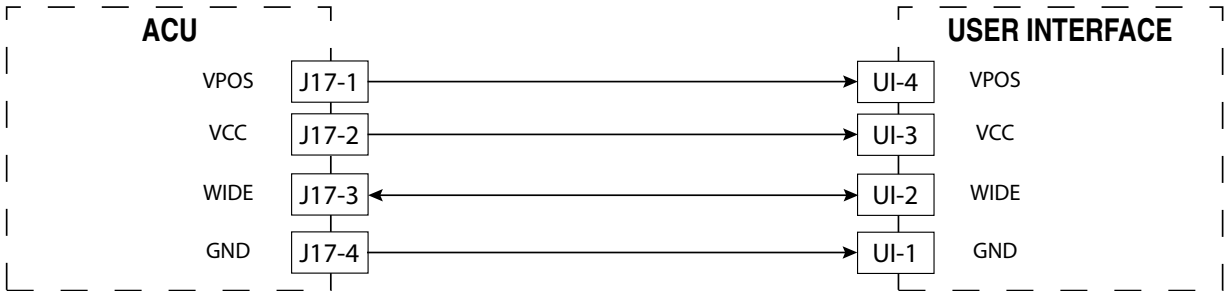 ACU USER INTERFACE
VPOS J17-1 UI-4 VPOS
VCC J17-2 UI-3 VCC
WIDE J17-3 UI-2 WIDE
GND J17-4 UI-1 GND